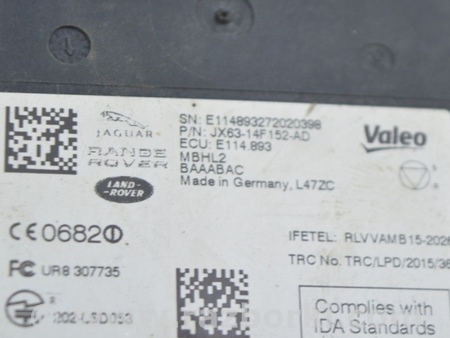 SN: E114893272020398
P/N: JX63-14F152-AD
ECU: E114.893
MBHL2
BAAABAC
Made in Germany, L47ZC
Valeo
JAGUAR
RANGE
ROVER
LAND-
ROVER
CE0682
IFETEL: RLVVAMB15-2026
FC UR8 307735
TRC No. TRC/LPD/2015/36
Complies with
IDA Standards